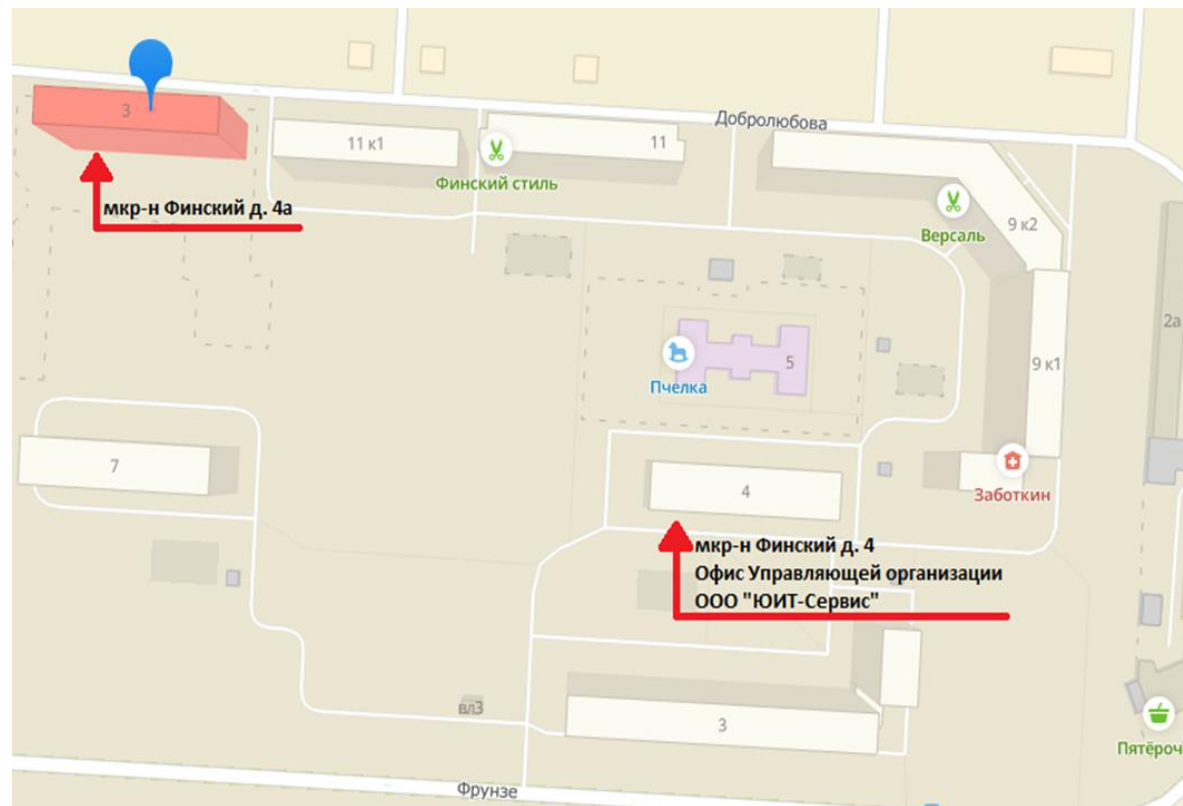 3
Добролюбова
11 к1
11
Финский стиль
мкр-н Финский д. 4а
9 к2
Версаль
2а
5
9 к1
Пчелка
7
4
Заботкин
мкр-н Финский д. 4
Офис Управляющей организации
ООО "ЮИТ-Сервис"
вл3
3
Пятёроч
Фрунзе